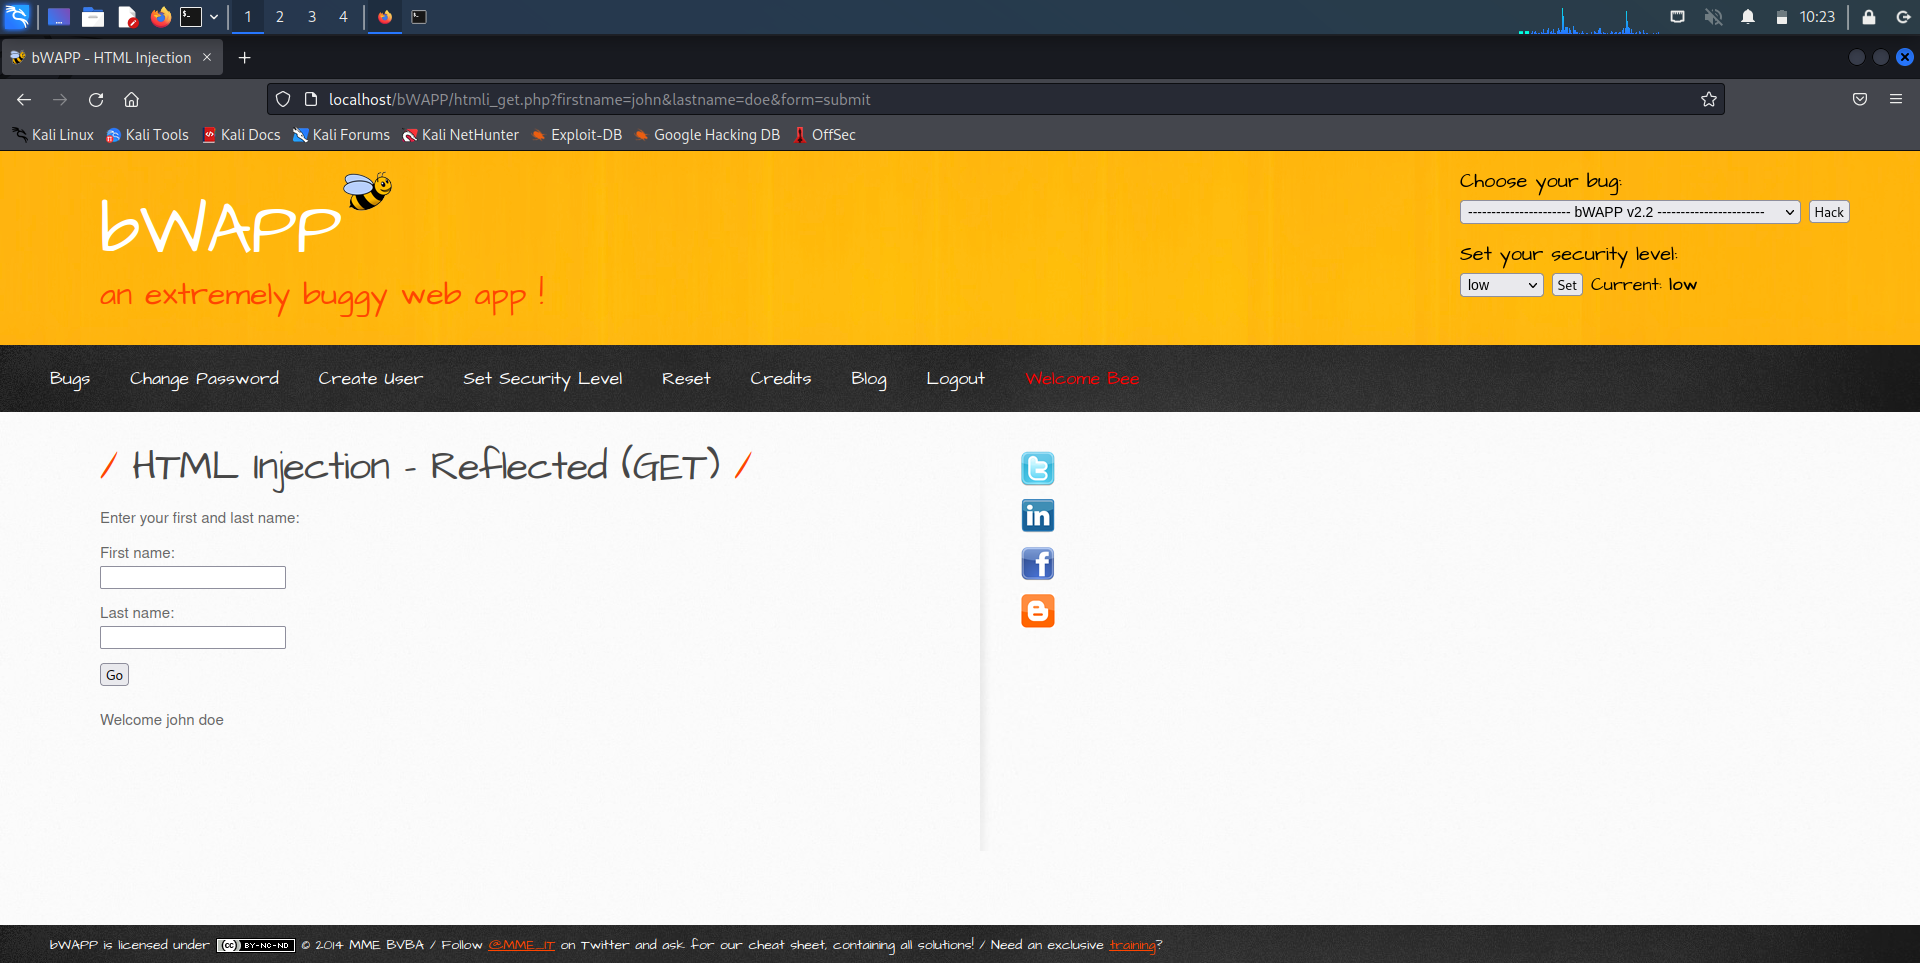 1 2 3 4 10:23
bWAPP - HTML Injection
localhost/bWAPP/htmli_get.php?firstname=john&lastname=doe&form=submit
Kali Linux Kali Tools Kali Docs Kali Forums Kali NetHunter Exploit-DB Google Hacking DB OffSec
bWAPP
an extremely buggy web app !
Choose your bug:
---------------------- bWAPP v2.2 ----------------------- Hack
Set your security level:
low Set Current: low
Bugs Change Password Create User Set Security Level Reset Credits Blog Logout Welcome Bee
/ HTML Injection - Reflected (GET) /
Enter your first and last name:
First name:
Last name:
Go
Welcome john doe
bWAPP is licensed under (cc) BY-NC-ND © 2014 MME BVBA / Follow @MME_IT on Twitter and ask for our cheat sheet, containing all solutions! / Need an exclusive training?